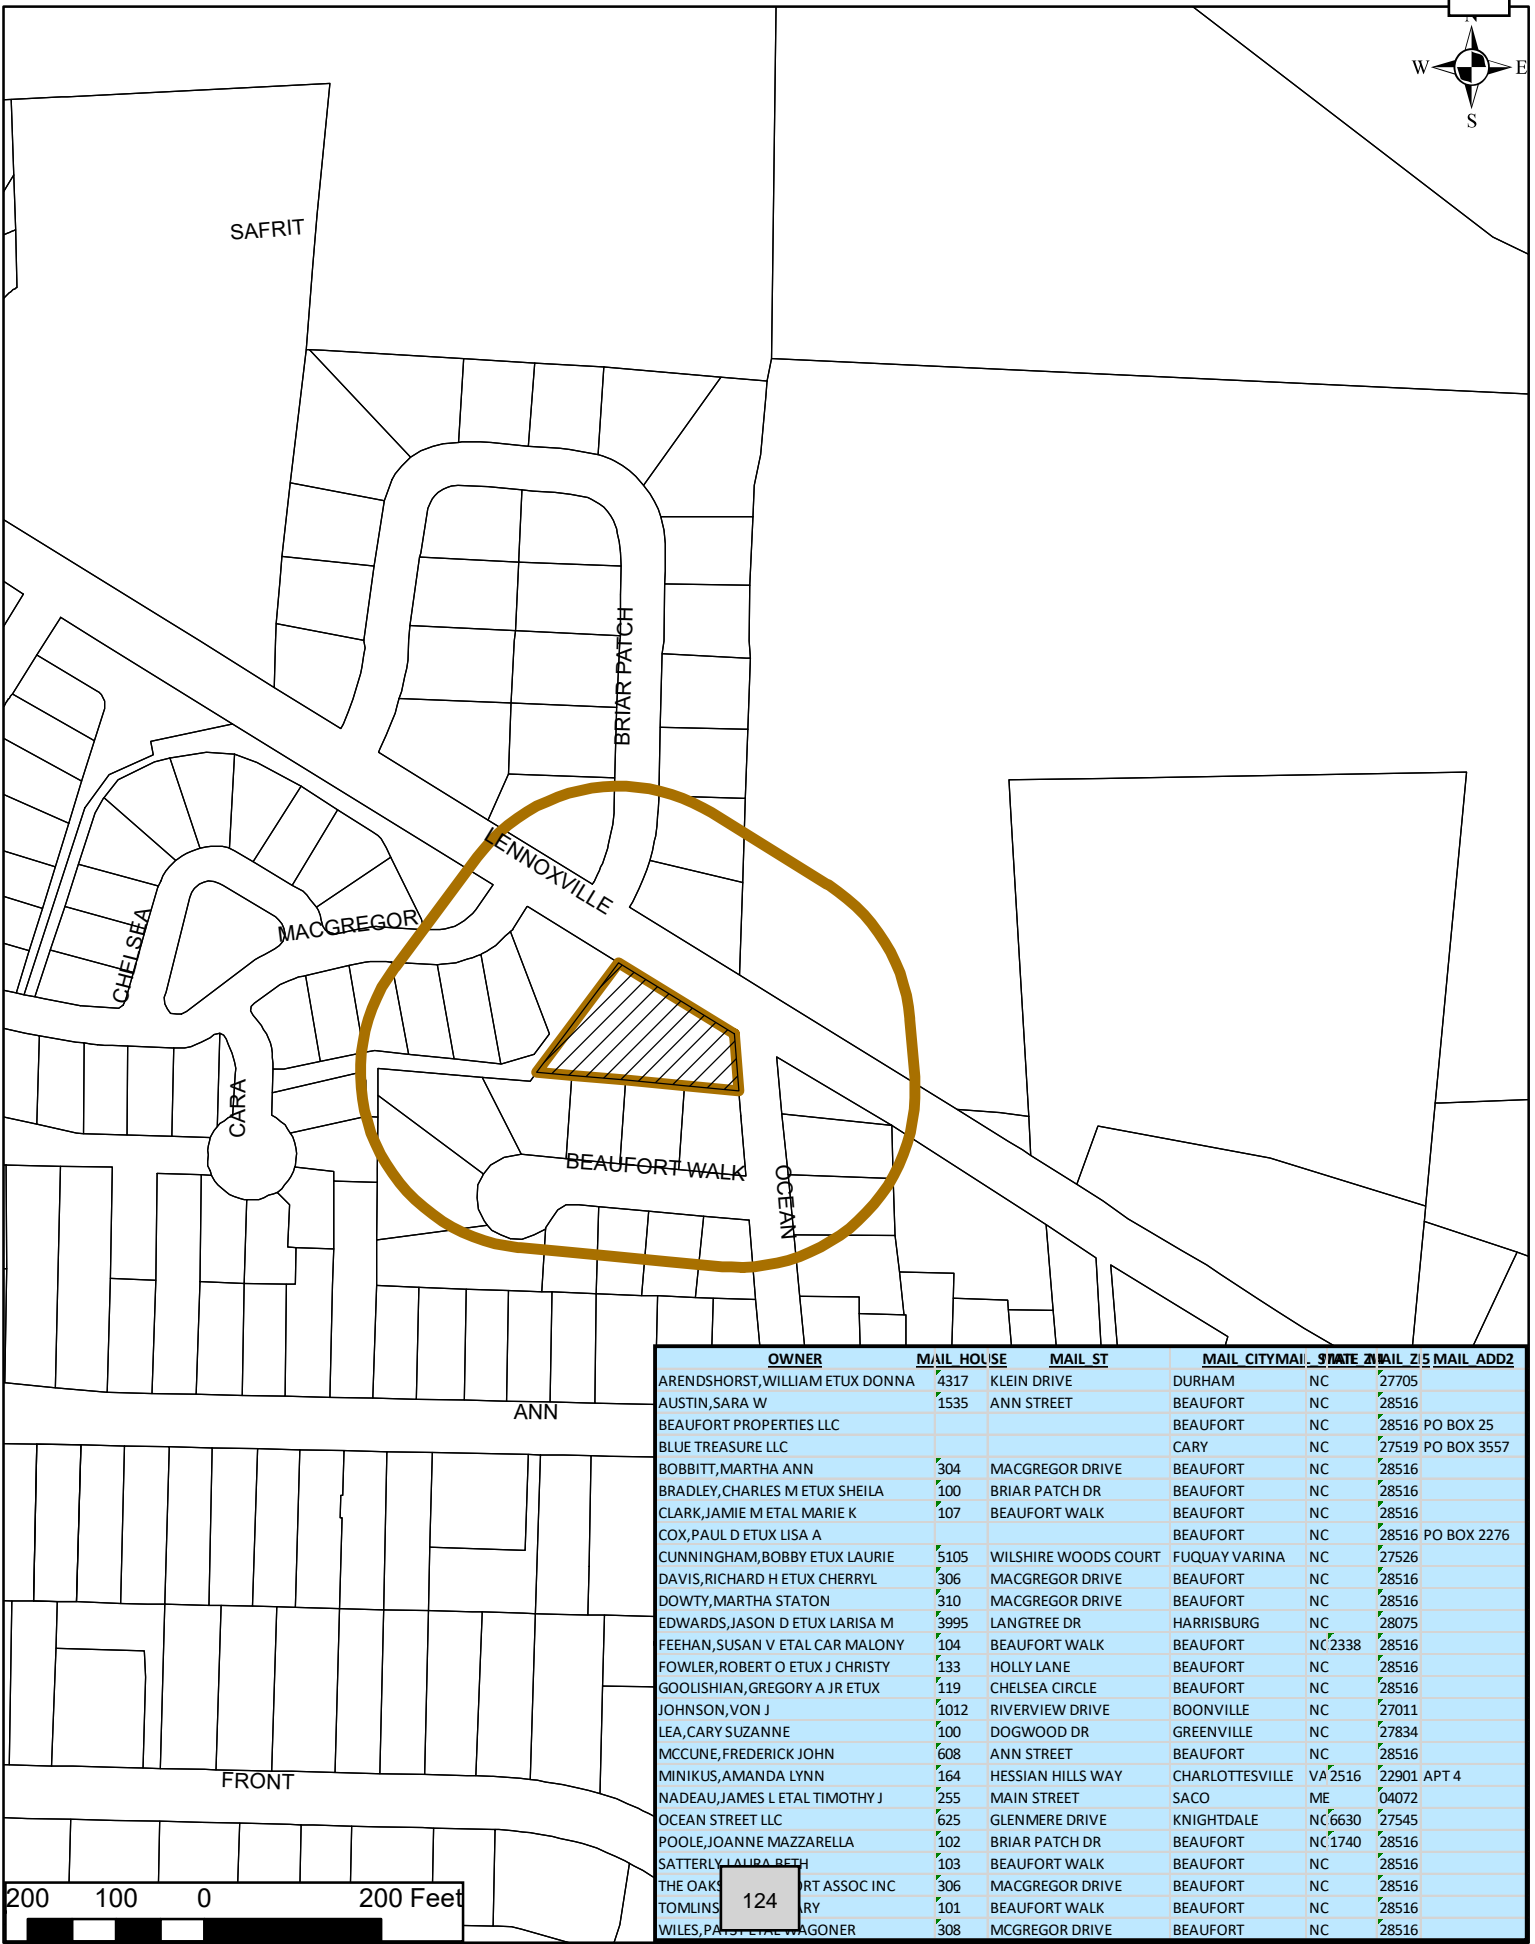 N
W E
S
SAFRIT
BRIAR PATCH
LENNOXVILLE
MACGREGOR
CHELSEA
CARA
BEAUFORT WALK
OCEAN
ANN
FRONT
200 100 0 200 Feet
OWNER MAIL_HOUSE MAIL_ST MAIL_CITY MAIL_ZI5 MAIL_ADD2
ARENDSHORST,WILLIAM ETUX DONNA 4317 KLEIN DRIVE DURHAM NC 27705
AUSTIN,SARA W 1535 ANN STREET BEAUFORT NC 28516
BEAUFORT PROPERTIES LLC BEAUFORT NC 28516 PO BOX 25
BLUE TREASURE LLC CARY NC 27519 PO BOX 3557
BOBBITT,MARTHA ANN 304 MACGREGOR DRIVE BEAUFORT NC 28516
BRADLEY,CHARLES M ETUX SHEILA 100 BRIAR PATCH DR BEAUFORT NC 28516
CLARK,JAMIE M ETAL MARIE K 107 BEAUFORT WALK BEAUFORT NC 28516
COX,PAUL D ETUX LISA A BEAUFORT NC 28516 PO BOX 2276
CUNNINGHAM,BOBBY ETUX LAURIE 5105 WILSHIRE WOODS COURT FUQUAY VARINA NC 27526
DAVIS,RICHARD H ETUX CHERRYL 306 MACGREGOR DRIVE BEAUFORT NC 28516
DOWTY,MARTHA STATON 310 MACGREGOR DRIVE BEAUFORT NC 28516
EDWARDS,JASON D ETUX LARISA M 3995 LANGTREE DR HARRISBURG NC 28075
FEEHAN,SUSAN V ETAL CAR MALONY 104 BEAUFORT WALK BEAUFORT NC 2338 28516
FOWLER,ROBERT O ETUX J CHRISTY 133 HOLLY LANE BEAUFORT NC 28516
GOOLISHIAN,GREGORY A JR ETUX 119 CHELSEA CIRCLE BEAUFORT NC 28516
JOHNSON,VON J 1012 RIVERVIEW DRIVE BOONVILLE NC 27011
LEA,CARY SUZANNE 100 DOGWOOD DR GREENVILLE NC 27834
MCCUNE,FREDERICK JOHN 608 ANN STREET BEAUFORT NC 28516
MINIKUS,AMANDA LYNN 164 HESSIAN HILLS WAY CHARLOTTESVILLE VA 2516 22901 APT 4
NADEAU,JAMES L ETAL TIMOTHY J 255 MAIN STREET SACO ME 04072
OCEAN STREET LLC 625 GLENMERE DRIVE KNIGHTDALE NC 6630 27545
POOLE,JOANNE MAZZARELLA 102 BRIAR PATCH DR BEAUFORT NC 1740 28516
SATTERLY,LAURA BETH 103 BEAUFORT WALK BEAUFORT NC 28516
THE ASSOC INC 306 MACGREGOR DRIVE BEAUFORT NC 28516
101 BEAUFORT WALK BEAUFORT NC 28516
ETAL WAGONER 308 MCGREGOR DRIVE BEAUFORT NC 28516
124